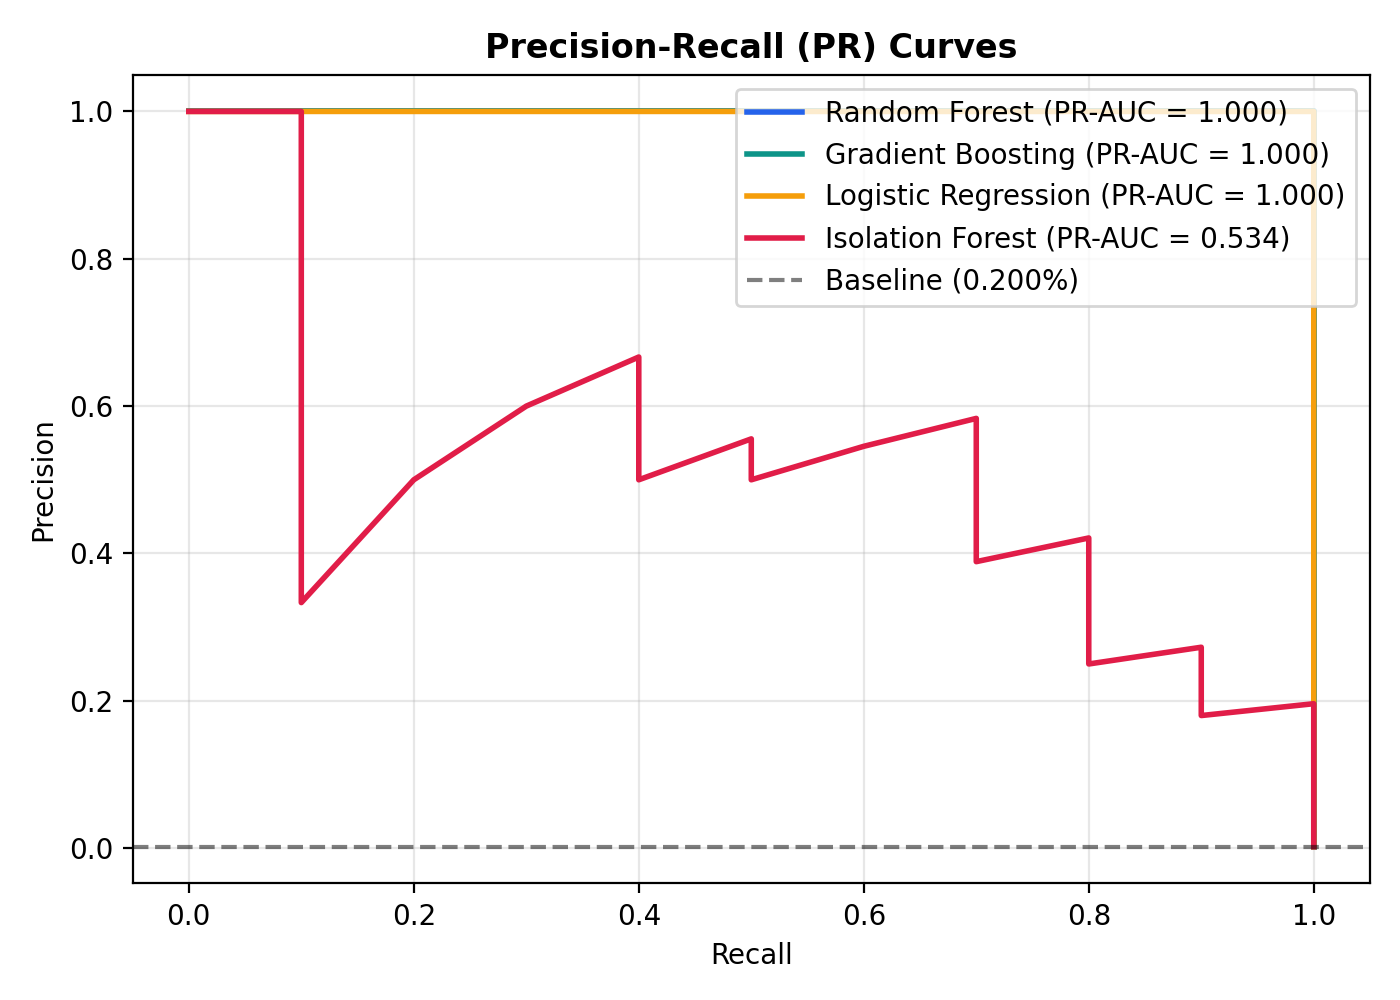 Precision-Recall (PR) Curves
1.0
0.8
0.6
0.4
0.2
0.0
Precision
Random Forest (PR-AUC = 1.000)
Gradient Boosting (PR-AUC = 1.000)
Logistic Regression (PR-AUC = 1.000)
Isolation Forest (PR-AUC = 0.534)
Baseline (0.200%)
0.0 0.2 0.4 0.6 0.8 1.0
Recall